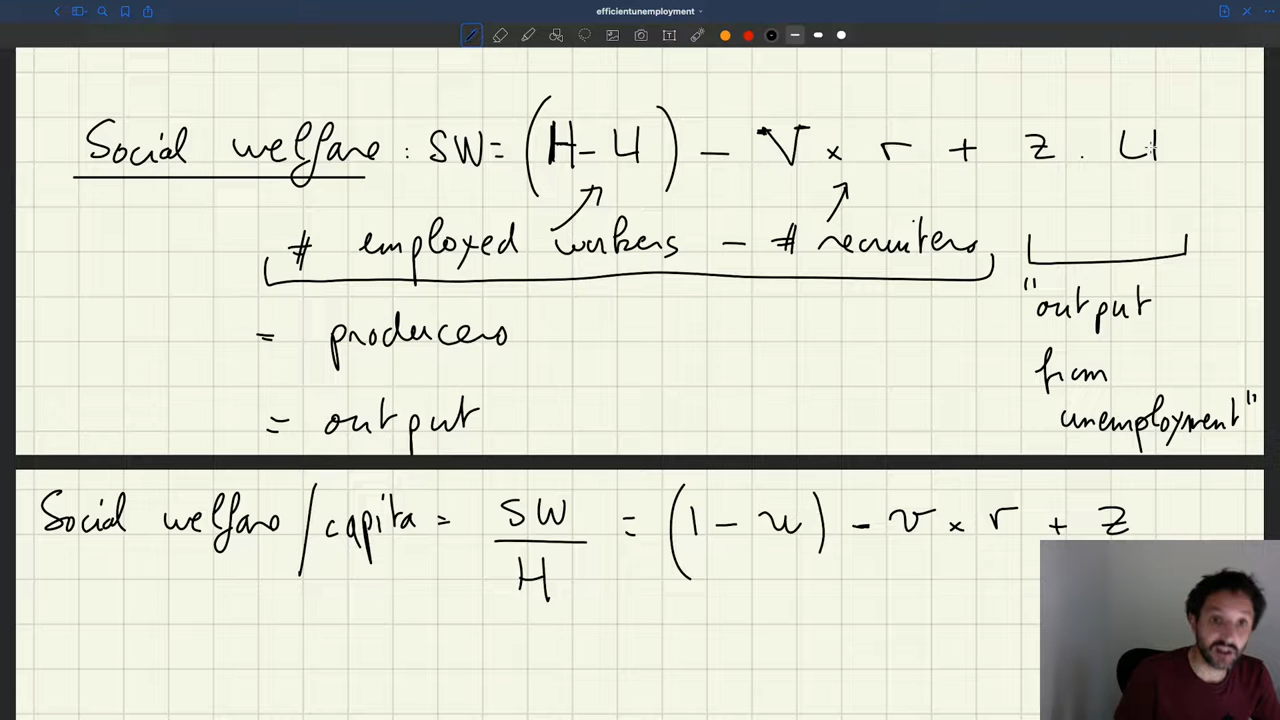 efficientunemployment
Social welfare : SW = (H - U) - V × r + z . U
# employed workers - # recruiters
= producers
= output
"output
from
unemployment"
Social welfare / capita = SW / H = (1 - u) - v × r + z